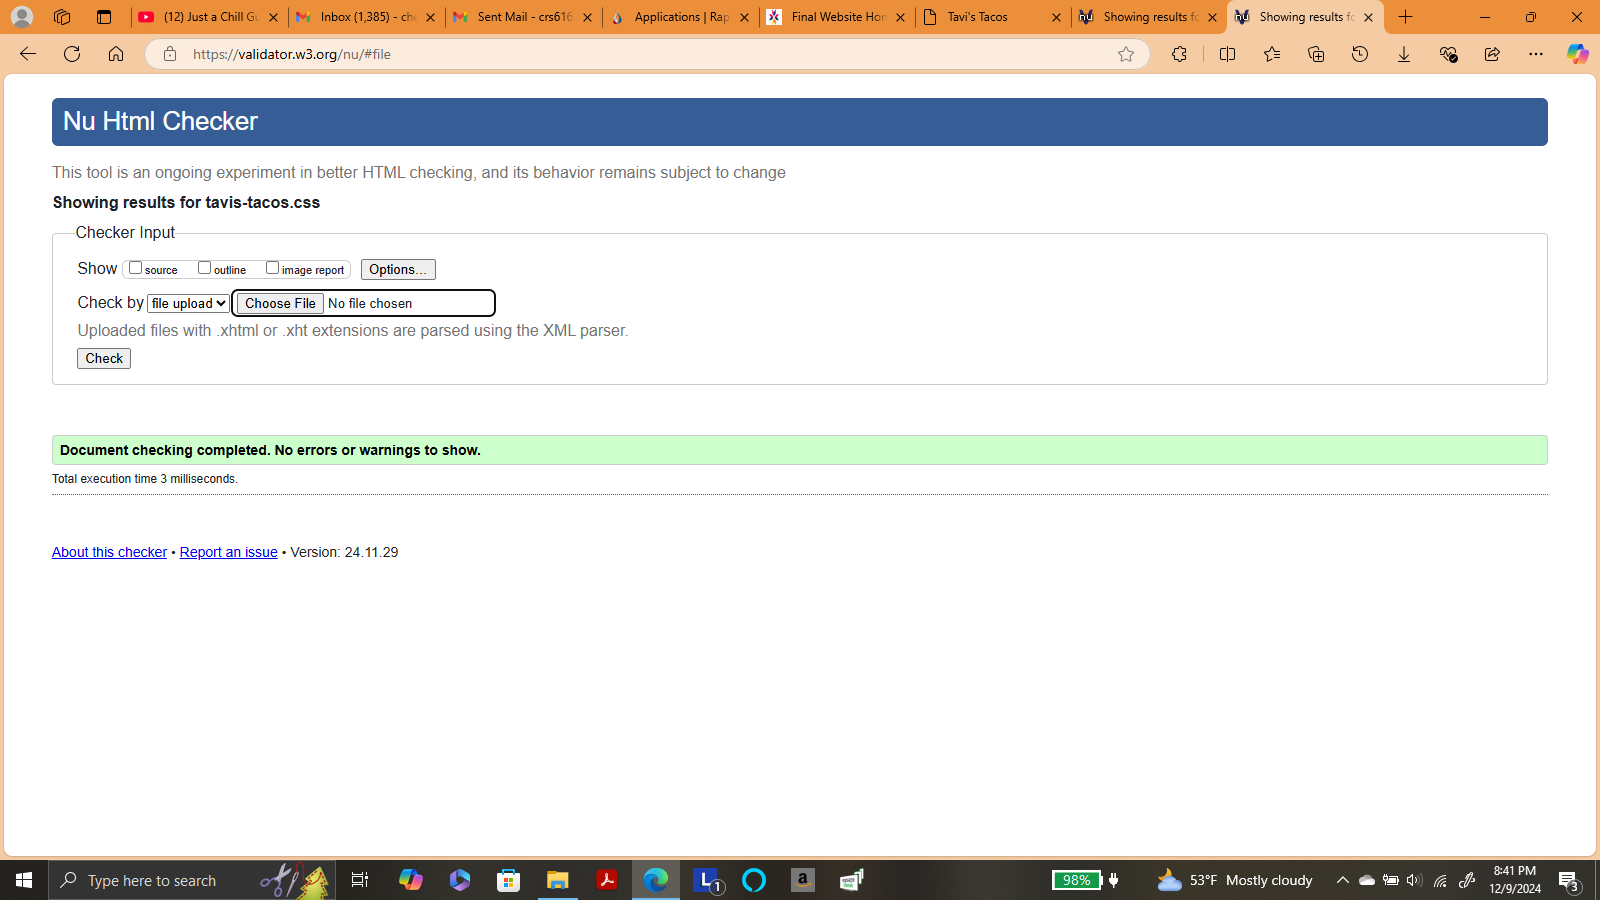 (12) Just a Chill Gu
Inbox (1,385) - che
Sent Mail - crs616
Applications | Rap
Final Website Hom
Tavi's Tacos
Showing results fo
Showing results fo
https://validator.w3.org/nu/#file
Nu Html Checker
This tool is an ongoing experiment in better HTML checking, and its behavior remains subject to change
Showing results for tavis-tacos.css
Checker Input
Show source outline image report Options...
Check by file upload Choose File No file chosen
Uploaded files with .xhtml or .xht extensions are parsed using the XML parser.
Check
Document checking completed. No errors or warnings to show.
Total execution time 3 milliseconds.
About this checker • Report an issue • Version: 24.11.29
Type here to search
L 1
a
98%
53°F Mostly cloudy
8:41 PM
12/9/2024
3